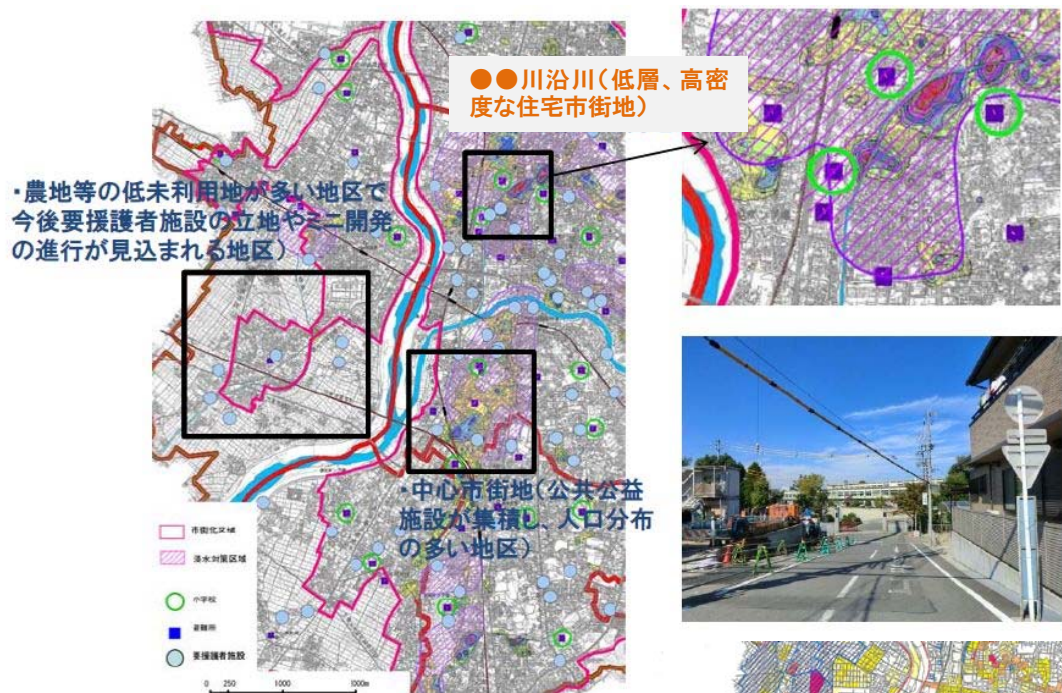 ●●川沿川(低層、高密
度な住宅市街地)
・農地等の低未利用地が多い地区で
今後要援護者施設の立地やミニ開発
の進行が見込まれる地区)
・中心市街地(公共公益
施設が集積し、人口分布
の多い地区)
市街化区域
浸水対策区域
小学校
避難所
要援護者施設
0 250 1000 2000m